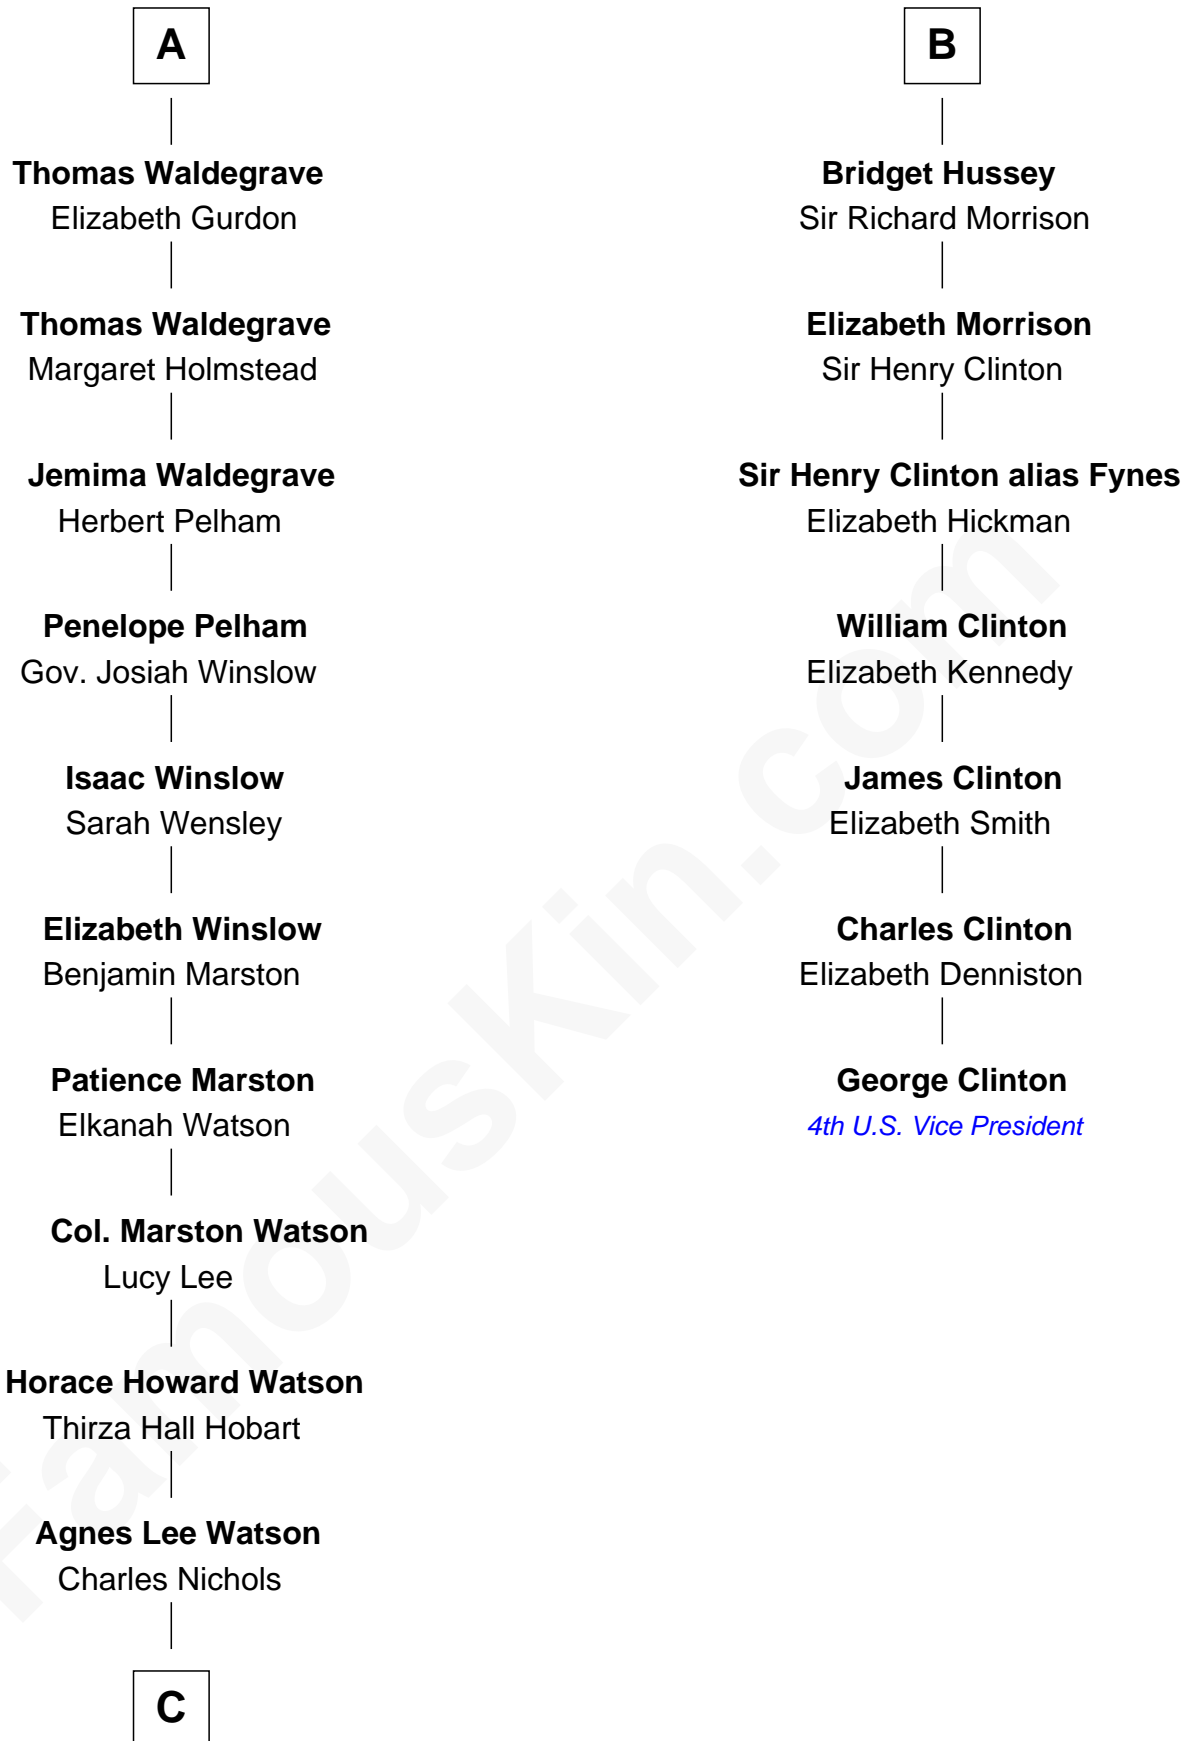 A
Thomas Waldegrave
Elizabeth Gurdon
Thomas Waldegrave
Margaret Holmstead
Jemima Waldegrave
Herbert Pelham
Penelope Pelham
Gov. Josiah Winslow
Isaac Winslow
Sarah Wensley
Elizabeth Winslow
Benjamin Marston
Patience Marston
Elkanah Watson
Col. Marston Watson
Lucy Lee
Horace Howard Watson
Thirza Hall Hobart
Agnes Lee Watson
Charles Nichols
C
B
Bridget Hussey
Sir Richard Morrison
Elizabeth Morrison
Sir Henry Clinton
Sir Henry Clinton alias Fynes
Elizabeth Hickman
William Clinton
Elizabeth Kennedy
James Clinton
Elizabeth Smith
Charles Clinton
Elizabeth Denniston
George Clinton
4th U.S. Vice President
FamousKin.com